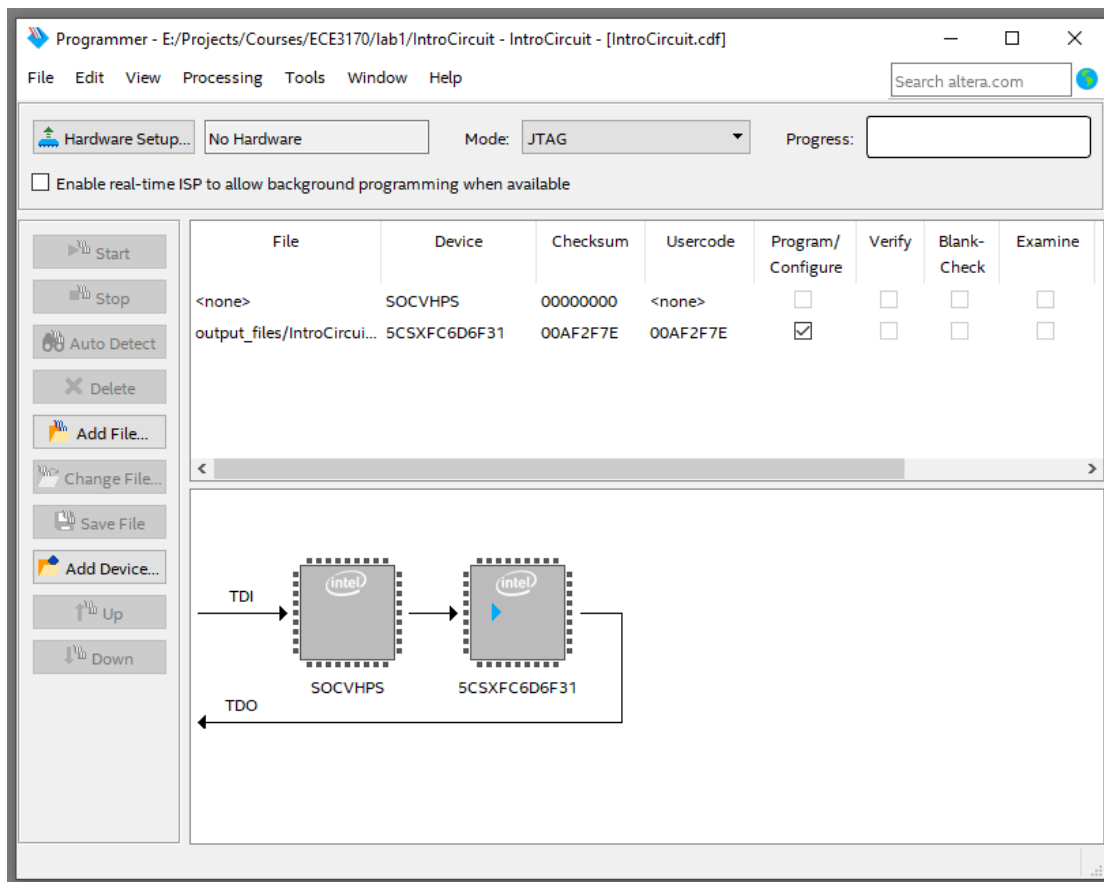 Programmer - E:/Projects/Courses/ECE3170/lab1/IntroCircuit - IntroCircuit - [IntroCircuit.cdf]
File Edit View Processing Tools Window Help
Search altera.com
Hardware Setup... No Hardware Mode: JTAG Progress:
Enable real-time ISP to allow background programming when available
Start
Stop
Auto Detect
Delete
Add File...
Change File...
Save File
Add Device...
Up
Down
File Device Checksum Usercode Program/ Verify Blank- Examine
Configure Check
<none> SOCVHPS 00000000 <none>
output_files/IntroCircui... 5CSXFC6D6F31 00AF2F7E 00AF2F7E
TDI
intel
intel
SOCVHPS 5CSXFC6D6F31
TDO